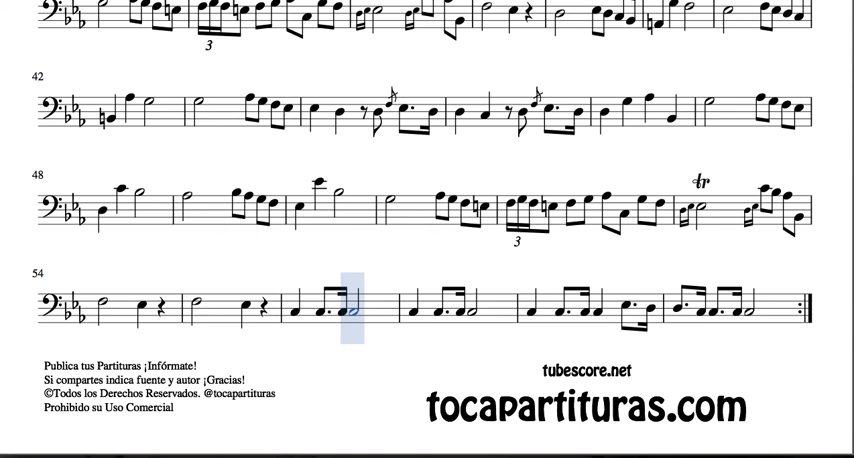 3
42
48
tr
3
54
Publica tus Partituras ¡Infórmate!
Si compartes indica fuente y autor ¡Gracias!
©Todos los Derechos Reservados. @tocapartituras
Prohibido su Uso Comercial
tubescore.net
tocapartituras.com